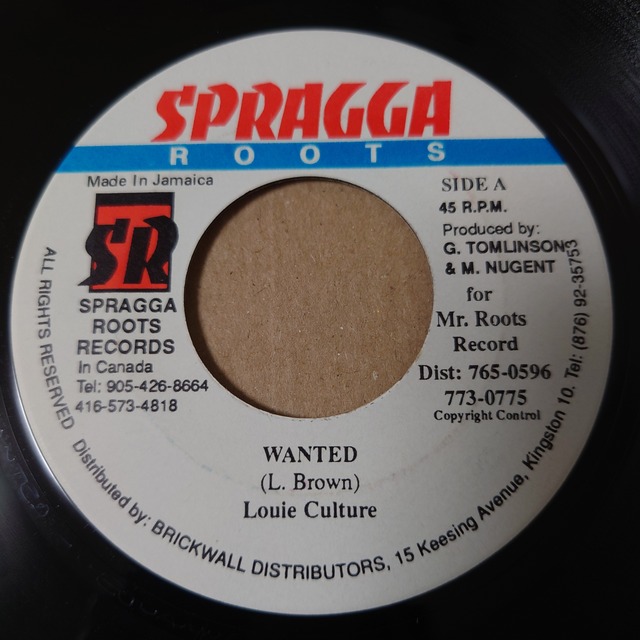 SPRAGGA
ROOTS
Made In Jamaica
SR
SPRAGGA
ROOTS
RECORDS
In Canada
Tel: 905-426-8664
416-573-4818
SIDE A
45 R.P.M.
Produced by:
G. TOMLINSON
& M. NUGENT
for
Mr. Roots
Record
Dist: 765-0596
773-0775
Copyright Control
WANTED
(L. Brown)
Louie Culture
ALL RIGHTS RESERVED
Distributed by: BRICKWALL DISTRIBUTORS, 15 Keesing Avenue, Kingston 10. Tel: (876) 92-35753